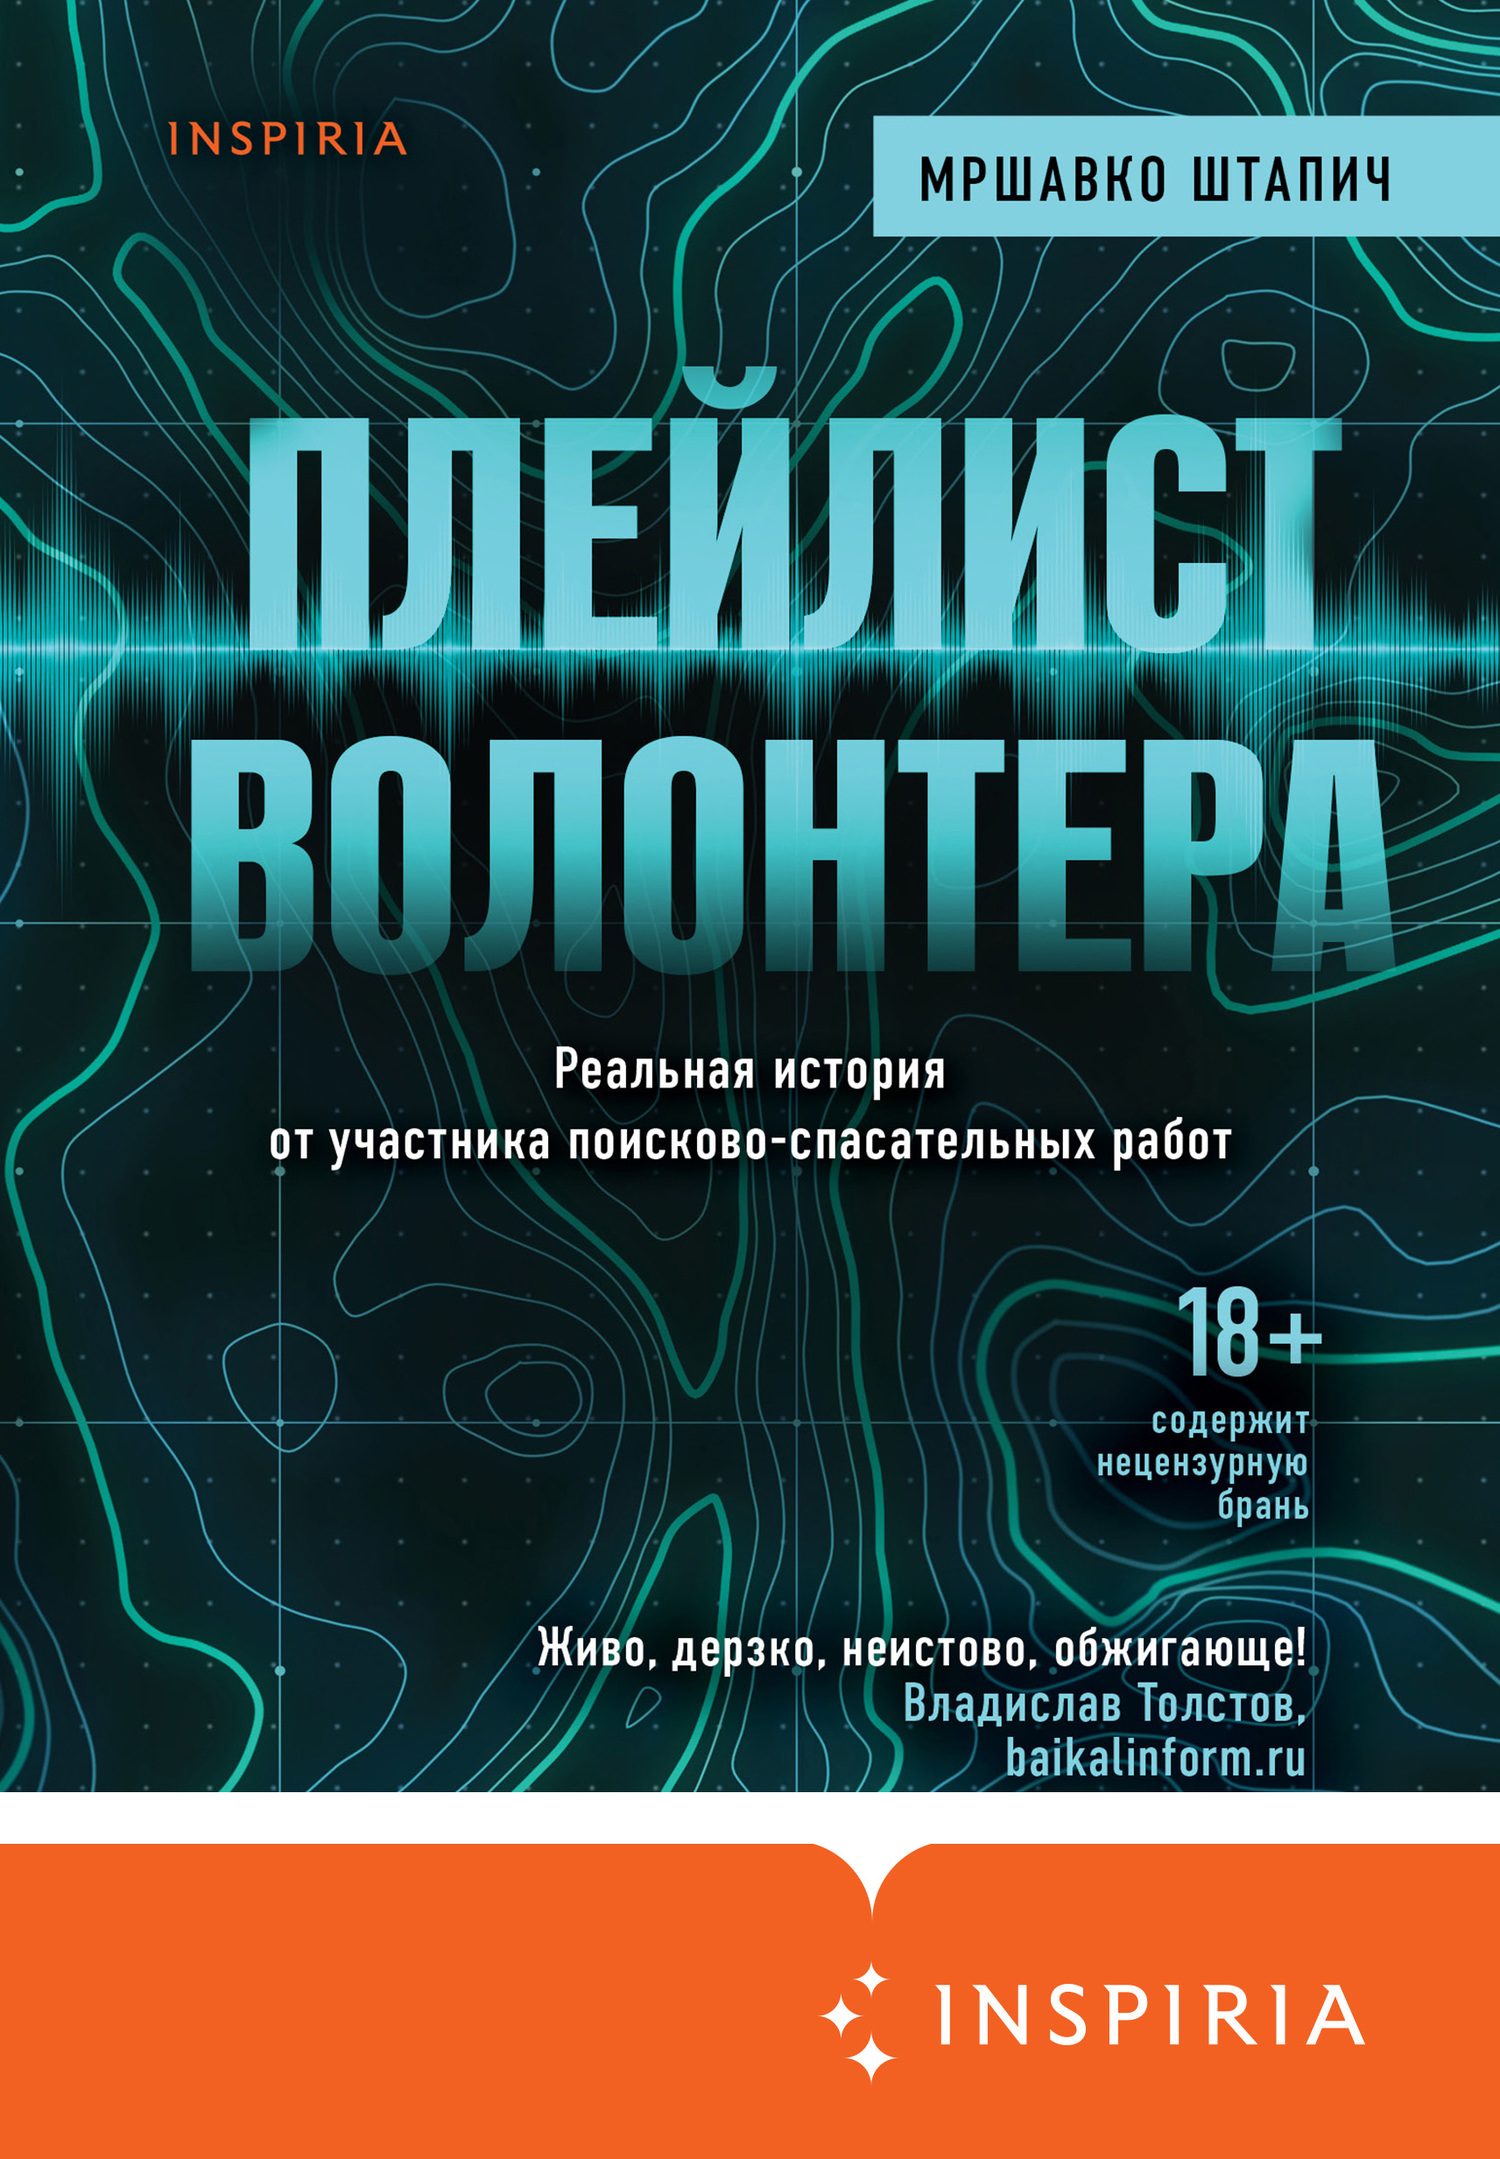 INSPIRIA
МРШАВКО ШТАПИЧ
ПЛЕЙЛИСТ
ВОЛОНТЕРА
Реальная история
от участника поисково-спасательных работ
18+
содержит
нецензурную
брань
Живо, дерзко, неистово, обжигающе!
Владислав Толстов,
baikalinform.ru
INSPIRIA